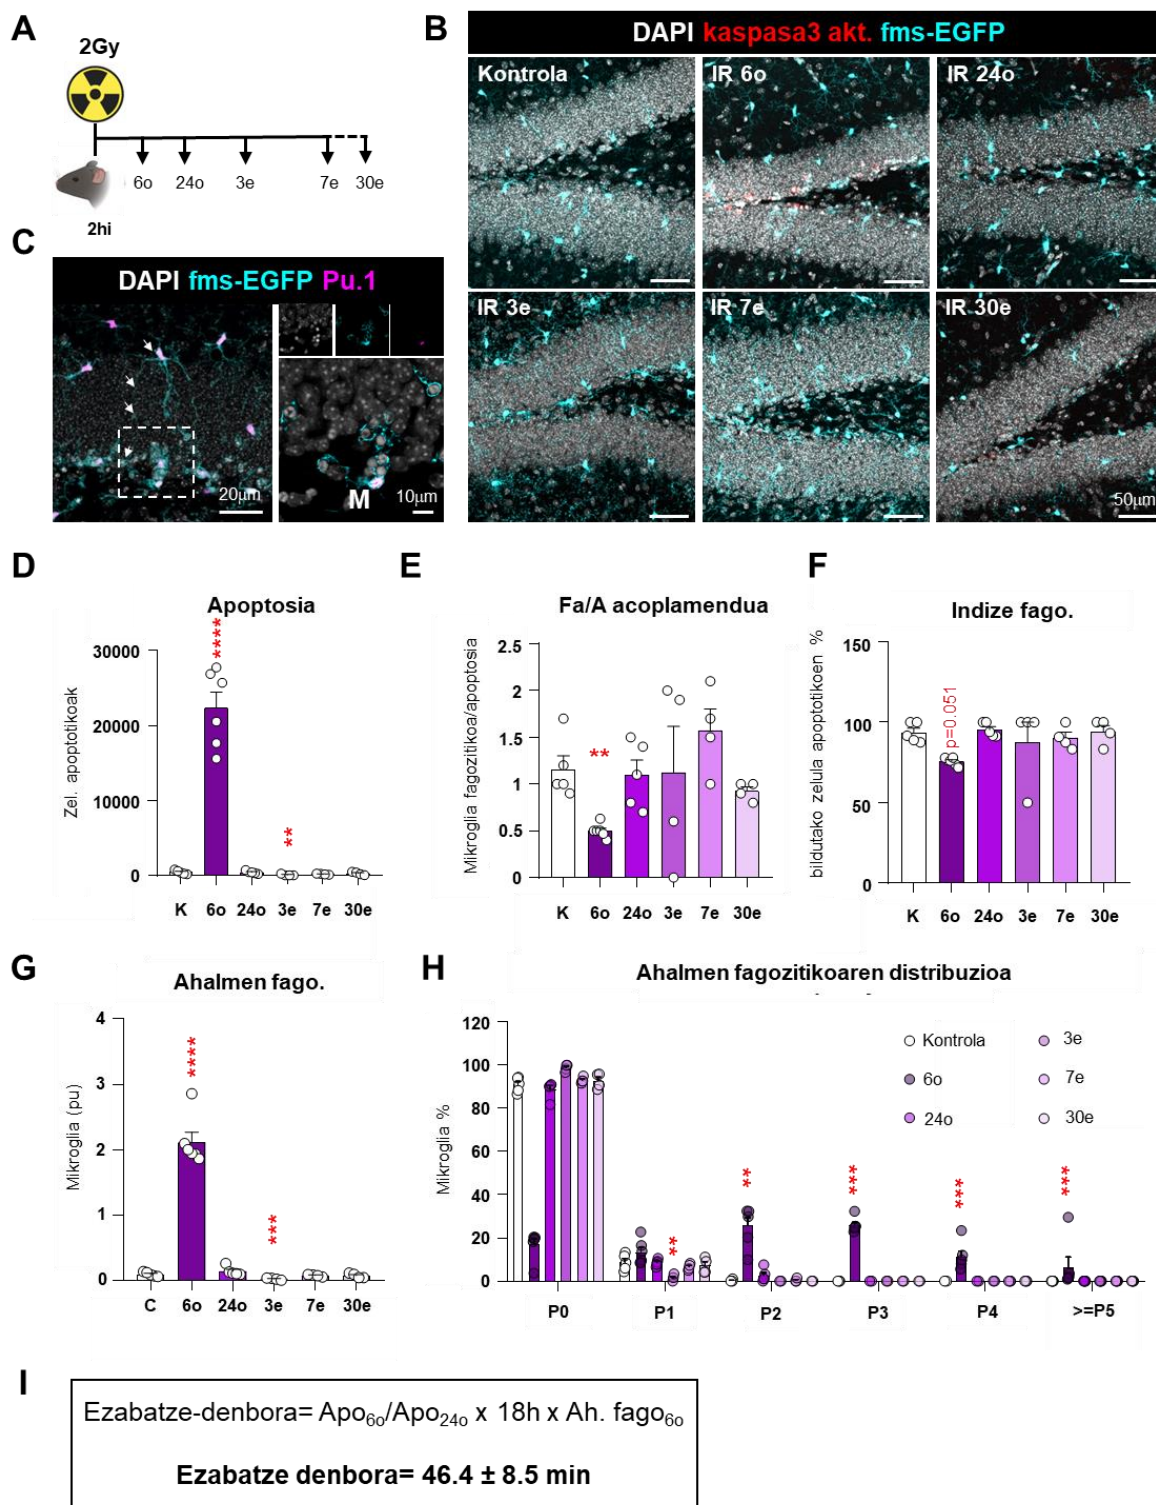 A
2Gy
6o 24o 3e 7e 30e
2hi
B
DAPI kaspasa3 akt. fms-EGFP
Kontrola IR 6o IR 24o
IR 3e IR 7e IR 30e
50µm
C
DAPI fms-EGFP Pu.1
20µm
M 10µm
D
Apoptosia
****
**
Zel. apoptotikoak
30000
20000
10000
0
K 6o 24o 3e 7e 30e
E
Fa/A acoplamendua
**
Mikroglia fagozitikoa/apoptosia
2.5
2
1.5
1
0.5
0
K 6o 24o 3e 7e 30e
F
Indize fago.
p=0.051
bildutako zelula apoptotikoen %
150
100
50
0
K 6o 24o 3e 7e 30e
G
Ahalmen fago.
****
***
Mikroglia (pu)
4
3
2
1
0
C 6o 24o 3e 7e 30e
H
Ahalmen fagozitikoaren distribuzioa
Kontrola 3e
6o 7e
24o 30e
** ** *** *** ***
Mikroglia %
120
100
80
60
40
20
0
P0 P1 P2 P3 P4 >=P5
I
Ezabatze-denbora= Apo6o/Apo24o x 18h x Ah. fago6o
Ezabatze denbora= 46.4 ± 8.5 min